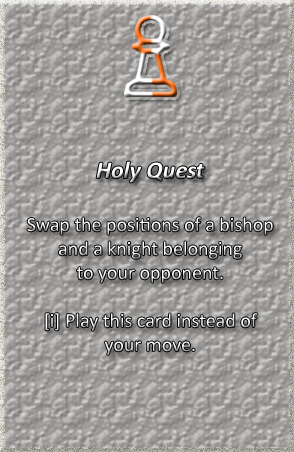 Holy Quest
Swap the positions of a bishop
and a knight belonging
to your opponent.
[i] Play this card instead of
your move.